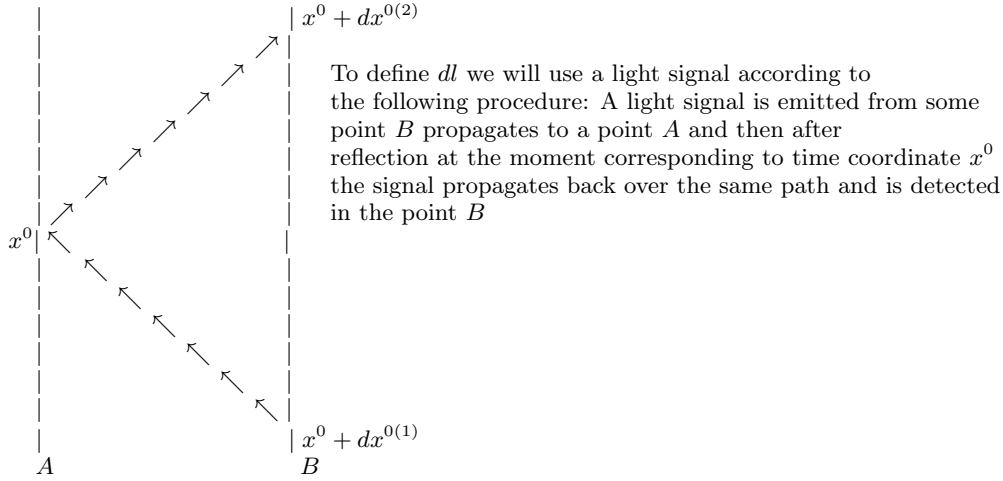 x^0 + dx^{0(2)}
To define dl we will use a light signal according to
the following procedure: A light signal is emitted from some
point B propagates to a point A and then after
reflection at the moment corresponding to time coordinate x^0
the signal propagates back over the same path and is detected
in the point B
x^0
x^0 + dx^{0(1)}
A B